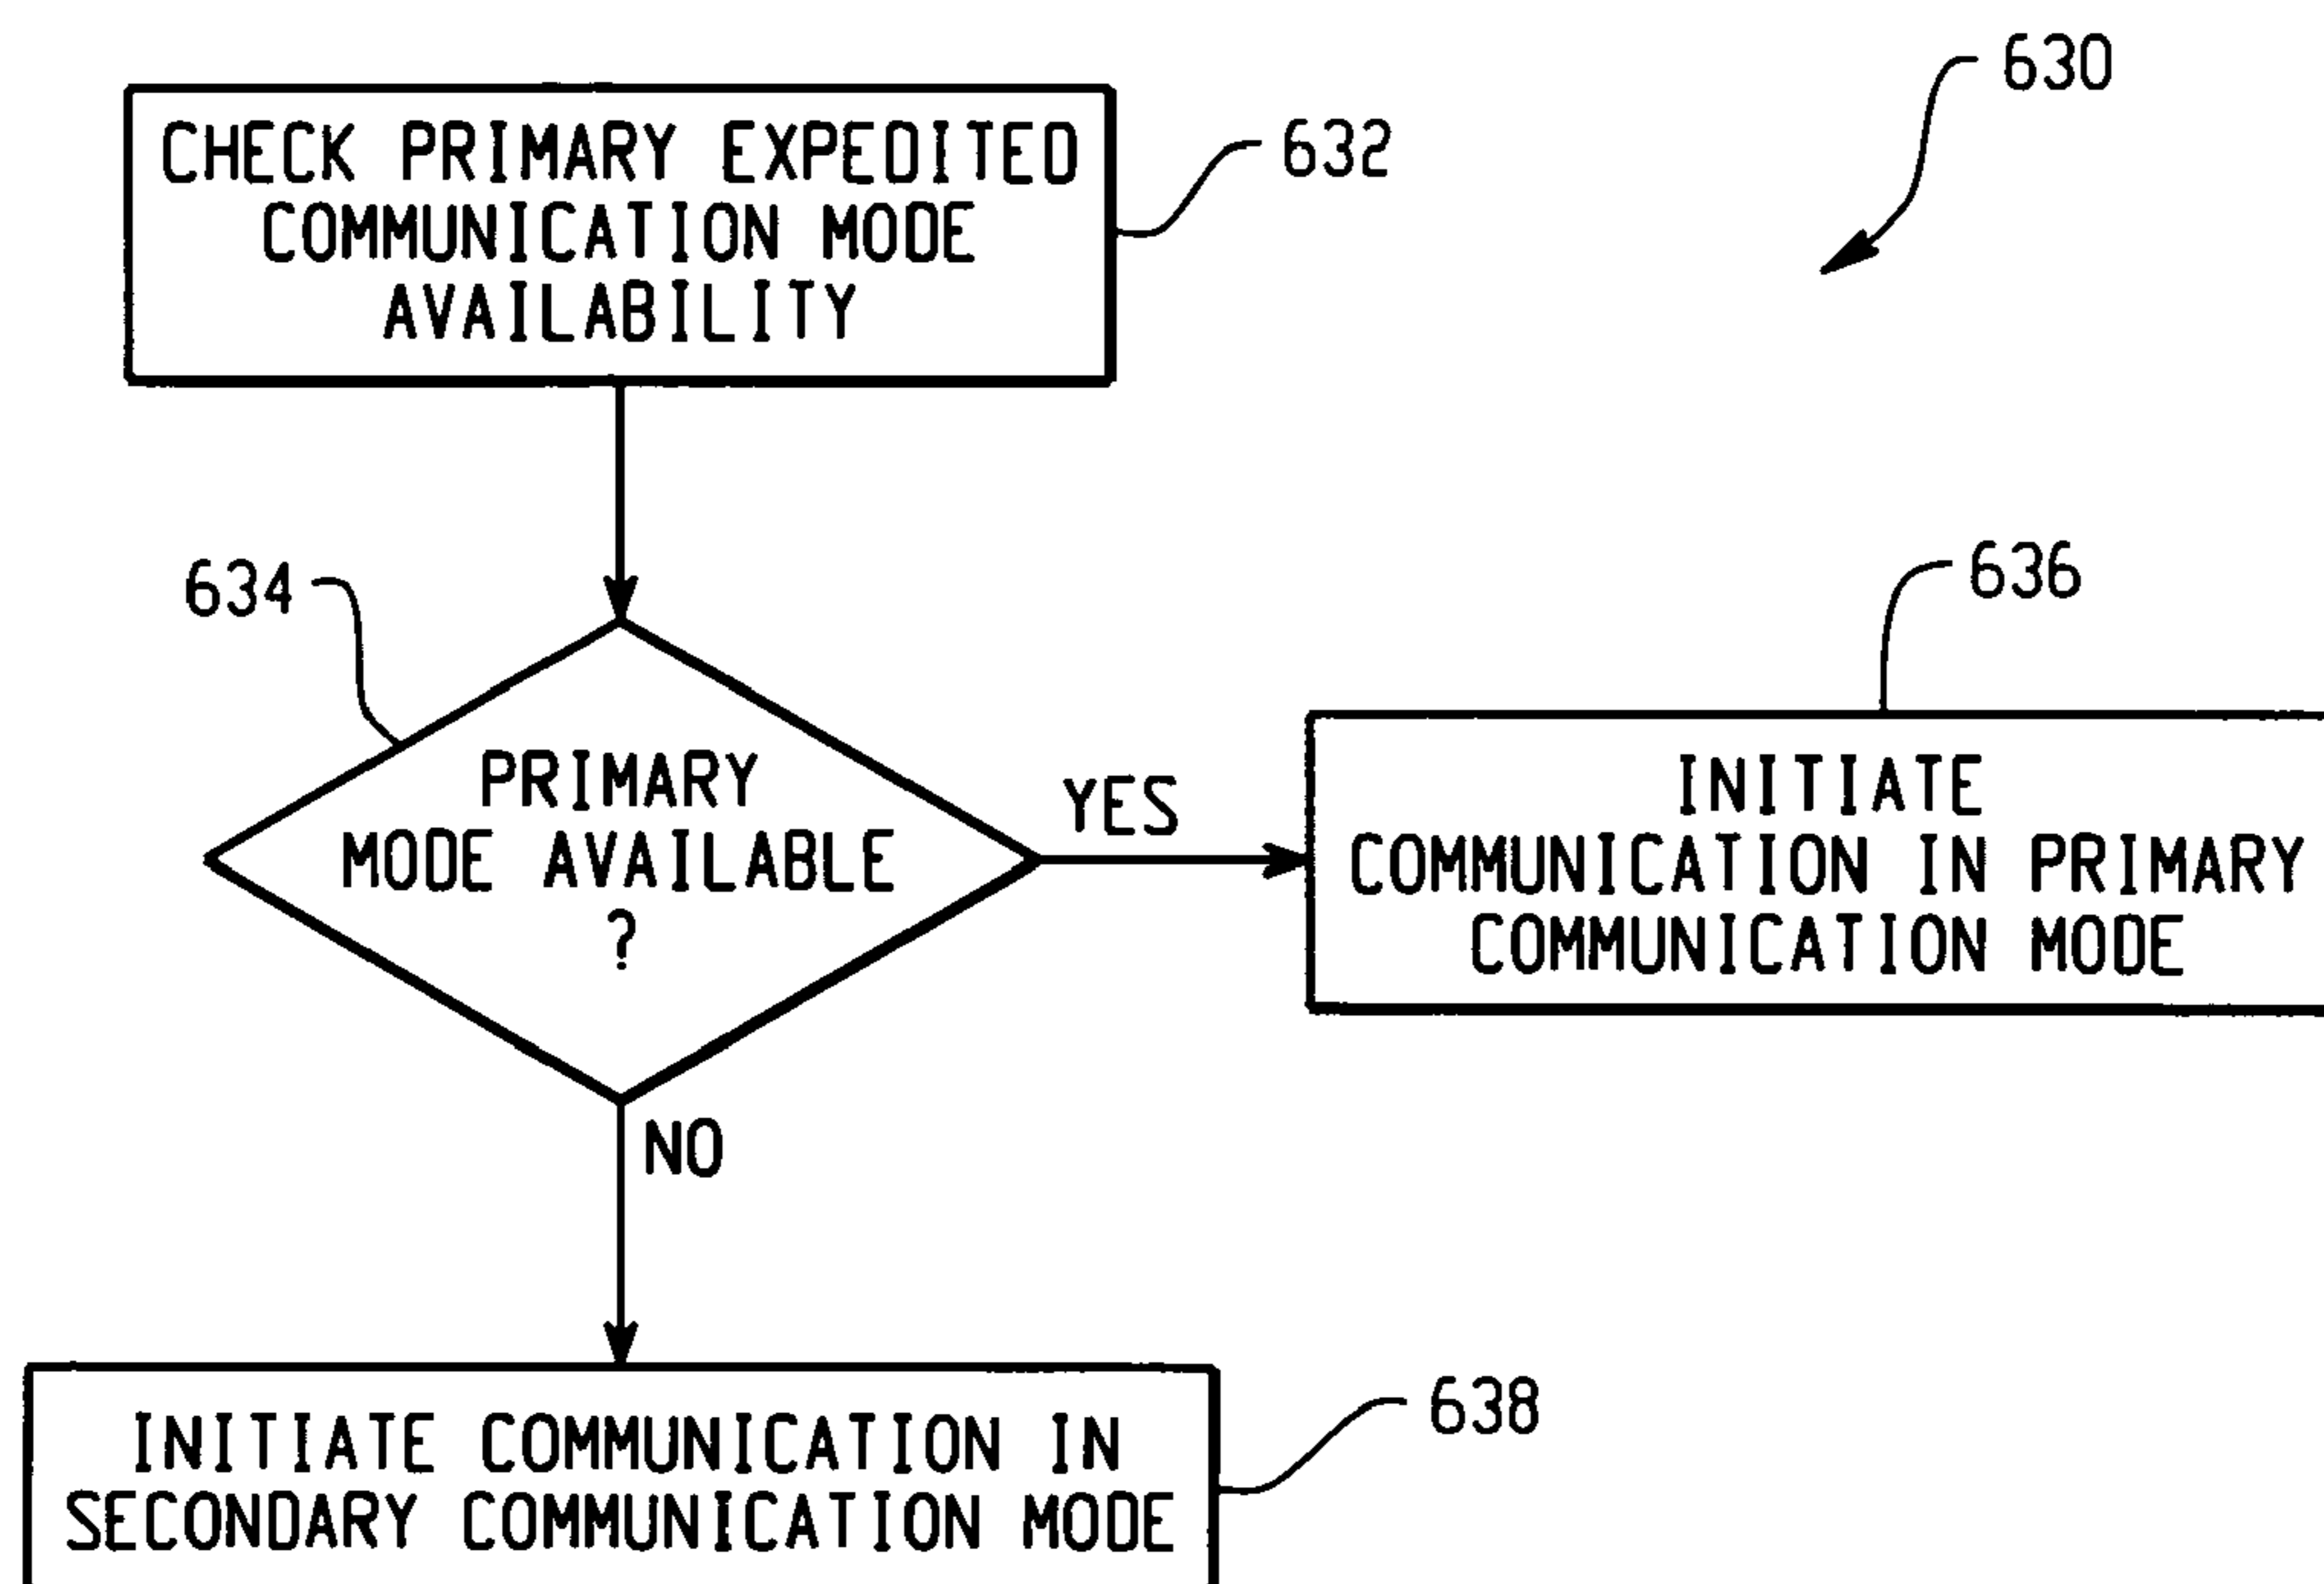 630
CHECK PRIMARY EXPEDITED
COMMUNICATION MODE
AVAILABILITY
632
634
PRIMARY
MODE AVAILABLE
?
YES
636
INITIATE
COMMUNICATION IN PRIMARY
COMMUNICATION MODE
NO
INITIATE COMMUNICATION IN
SECONDARY COMMUNICATION MODE
638